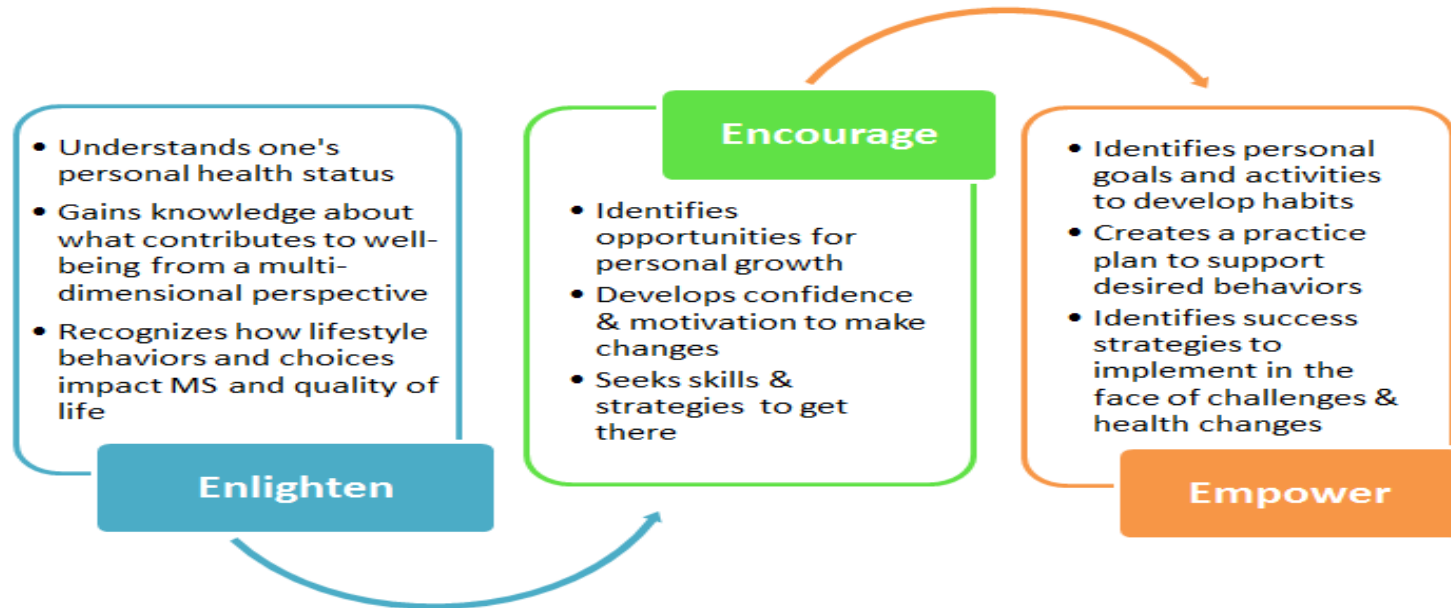 • Understands one's
personal health status
• Gains knowledge about
what contributes to well-
being from a multi-
dimensional perspective
• Recognizes how lifestyle
behaviors and choices
impact MS and quality of
life
Enlighten
Encourage
• Identifies
opportunities for
personal growth
• Develops confidence
& motivation to make
changes
• Seeks skills &
strategies to get
there
• Identifies personal
goals and activities
to develop habits
• Creates a practice
plan to support
desired behaviors
• Identifies success
strategies to
implement in the
face of challenges &
health changes
Empower